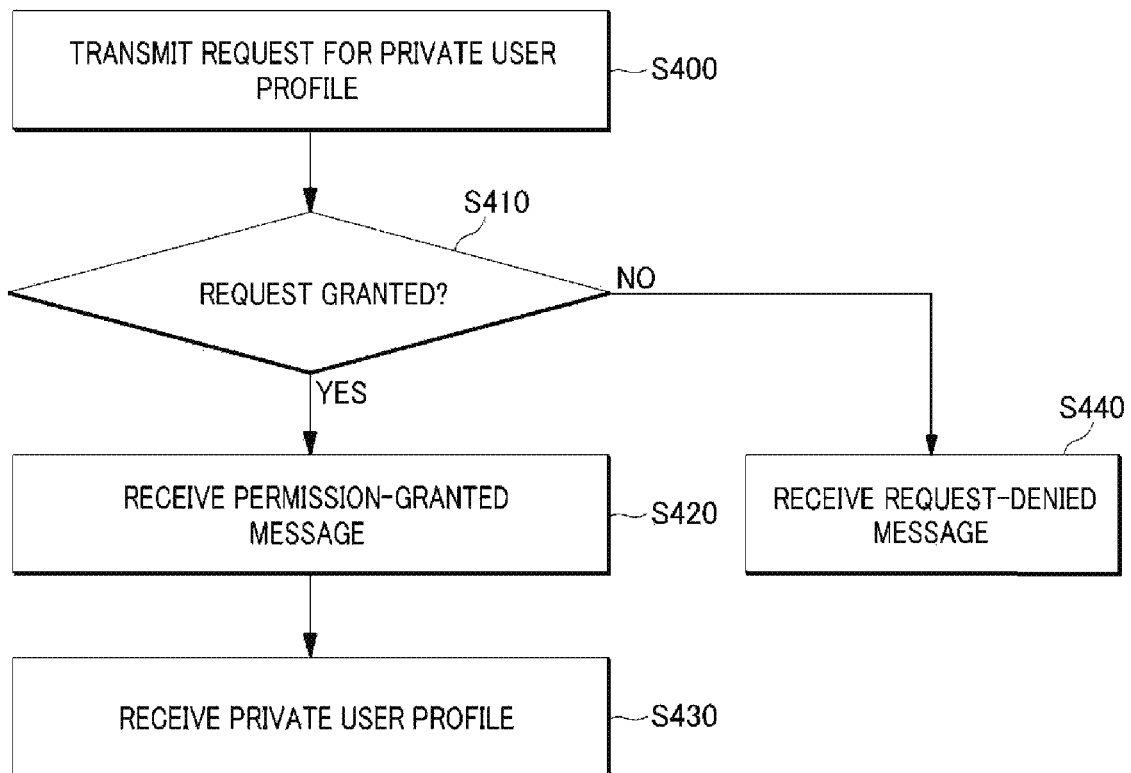 TRANSMIT REQUEST FOR PRIVATE USER
PROFILE
S400
S410
REQUEST GRANTED?
NO
YES
S440
RECEIVE PERMISSION-GRANTED
MESSAGE
S420
RECEIVE REQUEST-DENIED
MESSAGE
RECEIVE PRIVATE USER PROFILE
S430